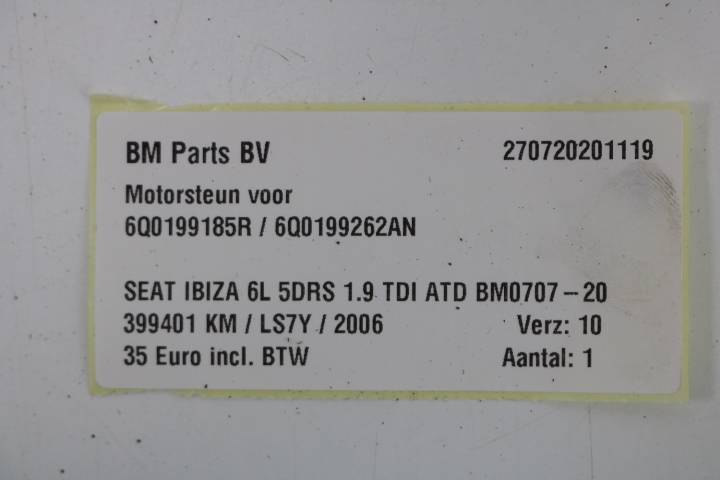 BM Parts BV 270720201119
Motorsteun voor
6Q0199185R / 6Q0199262AN
SEAT IBIZA 6L 5DRS 1.9 TDI ATD BM0707-20
399401 KM / LS7Y / 2006 Verz: 10
35 Euro incl. BTW Aantal: 1